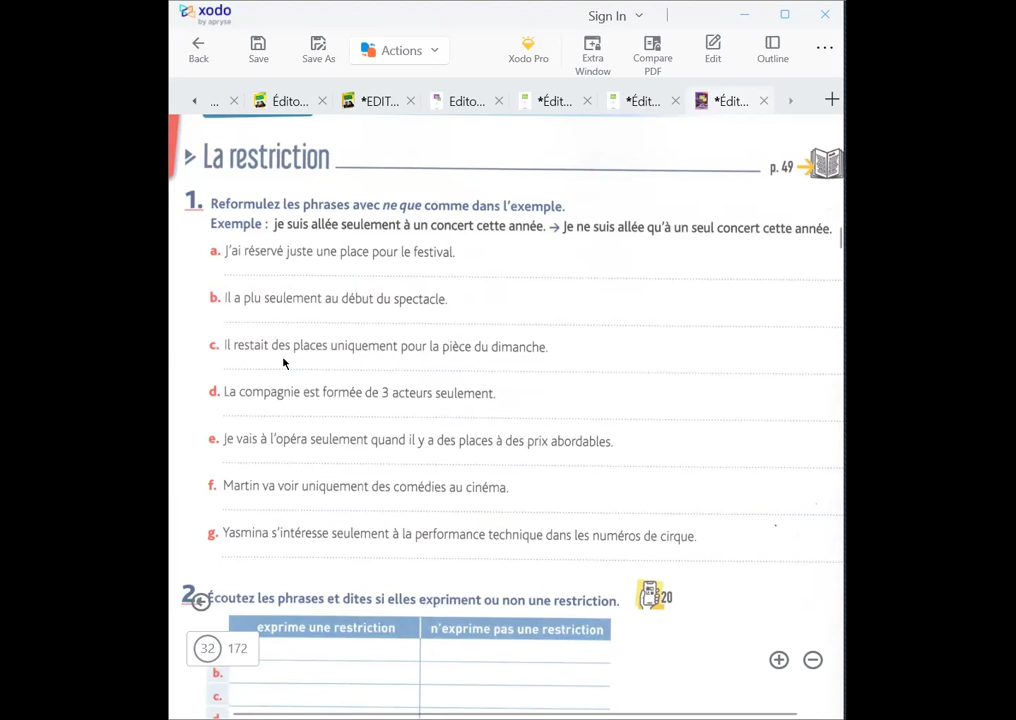 xodo
by apryse
Sign In
Back
Save
Save As
Actions
Xodo Pro
Extra Window
Compare PDF
Edit
Outline
...
... × Édito... × *EDIT... × Edito... × *Édit... × *Édit... × *Édit... ×
La restriction
p. 49
1. Reformulez les phrases avec ne que comme dans l'exemple.
Exemple : je suis allée seulement à un concert cette année. → Je ne suis allée qu'à un seul concert cette année.
a. J'ai réservé juste une place pour le festival.
b. Il a plu seulement au début du spectacle.
c. Il restait des places uniquement pour la pièce du dimanche.
d. La compagnie est formée de 3 acteurs seulement.
e. Je vais à l'opéra seulement quand il y a des places à des prix abordables.
f. Martin va voir uniquement des comédies au cinéma.
g. Yasmina s'intéresse seulement à la performance technique dans les numéros de cirque.
2. Écoutez les phrases et dites si elles expriment ou non une restriction.
20
exprime une restriction
n'exprime pas une restriction
32 172
b.
c.